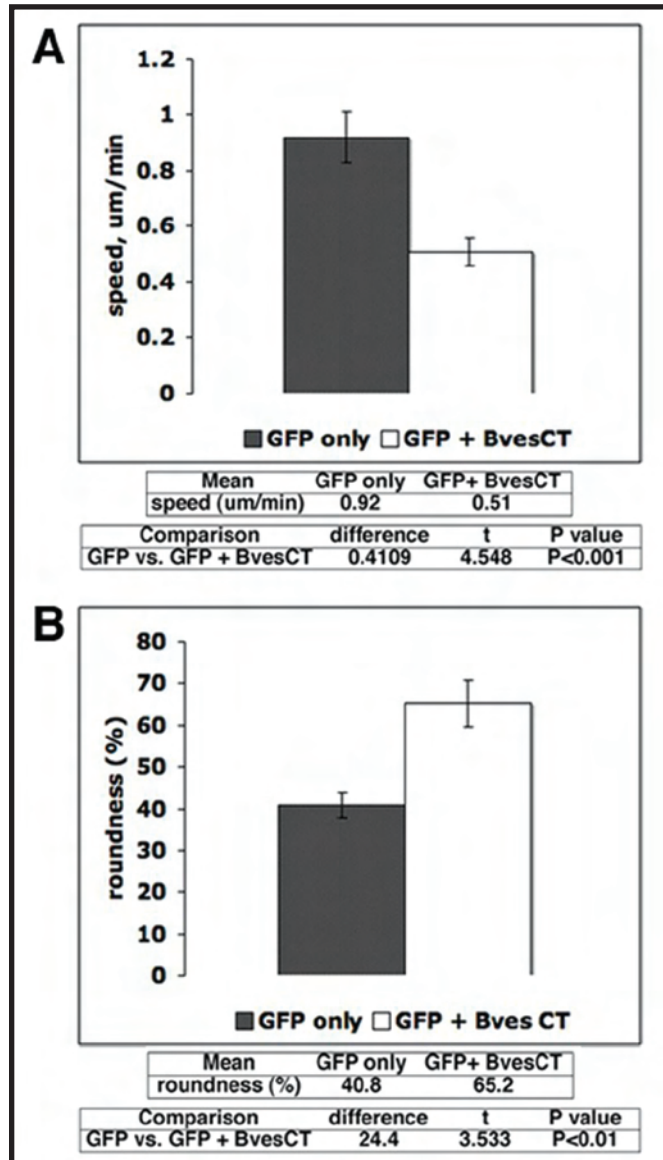 A
1.2
1
0.8
0.6
0.4
0.2
0
speed, um/min
GFP only GFP + BvesCT
Mean GFP only GFP+ BvesCT
speed (um/min) 0.92 0.51
Comparison difference t P value
GFP vs. GFP + BvesCT 0.4109 4.548 P<0.001
B
80
70
60
50
40
30
20
10
0
roundness (%)
GFP only GFP + Bves CT
Mean GFP only GFP+ BvesCT
roundness (%) 40.8 65.2
Comparison difference t P value
GFP vs. GFP + BvesCT 24.4 3.533 P<0.01